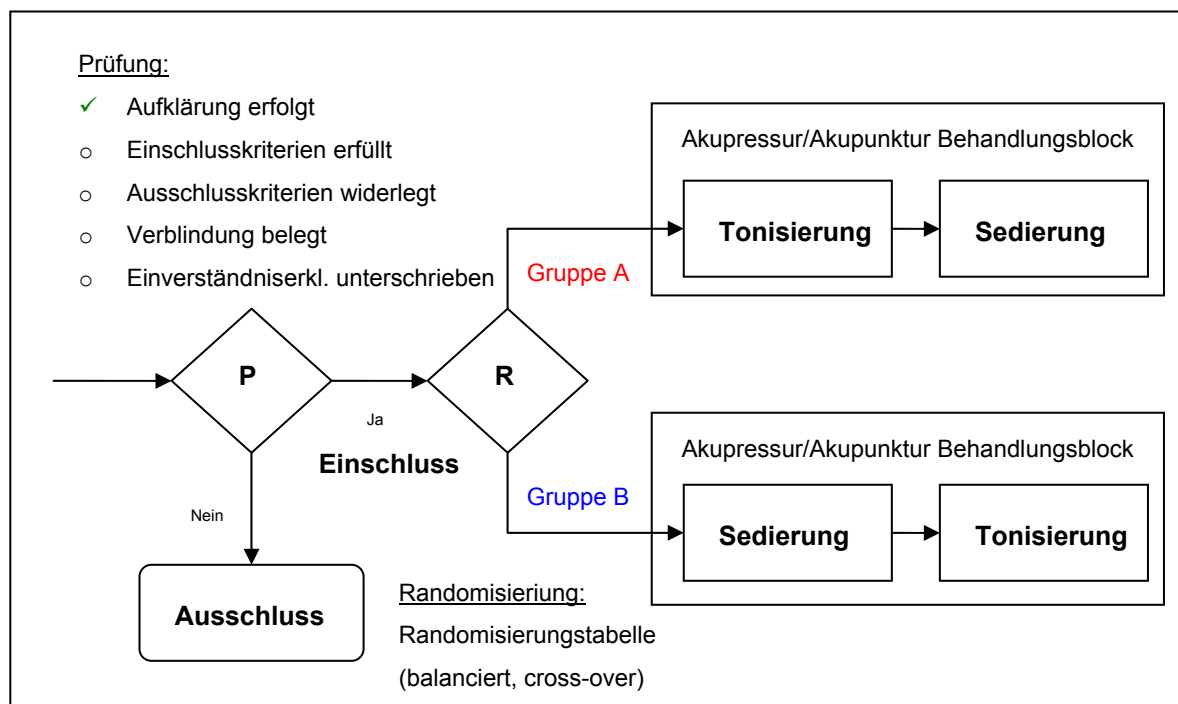 Prüfung:
✓ Aufklärung erfolgt
o Einschlusskriterien erfüllt
o Ausschlusskriterien widerlegt
o Verblindung belegt
o Einverständniserkl. unterschrieben
Akupressur/Akupunktur Behandlungsblock
Tonisierung
Sedierung
Gruppe A
P
R
Ja
Einschluss
Akupressur/Akupunktur Behandlungsblock
Gruppe B
Sedierung
Tonisierung
Nein
Ausschluss
Randomisierung:
Randomisierungstabelle
(balanciert, cross-over)